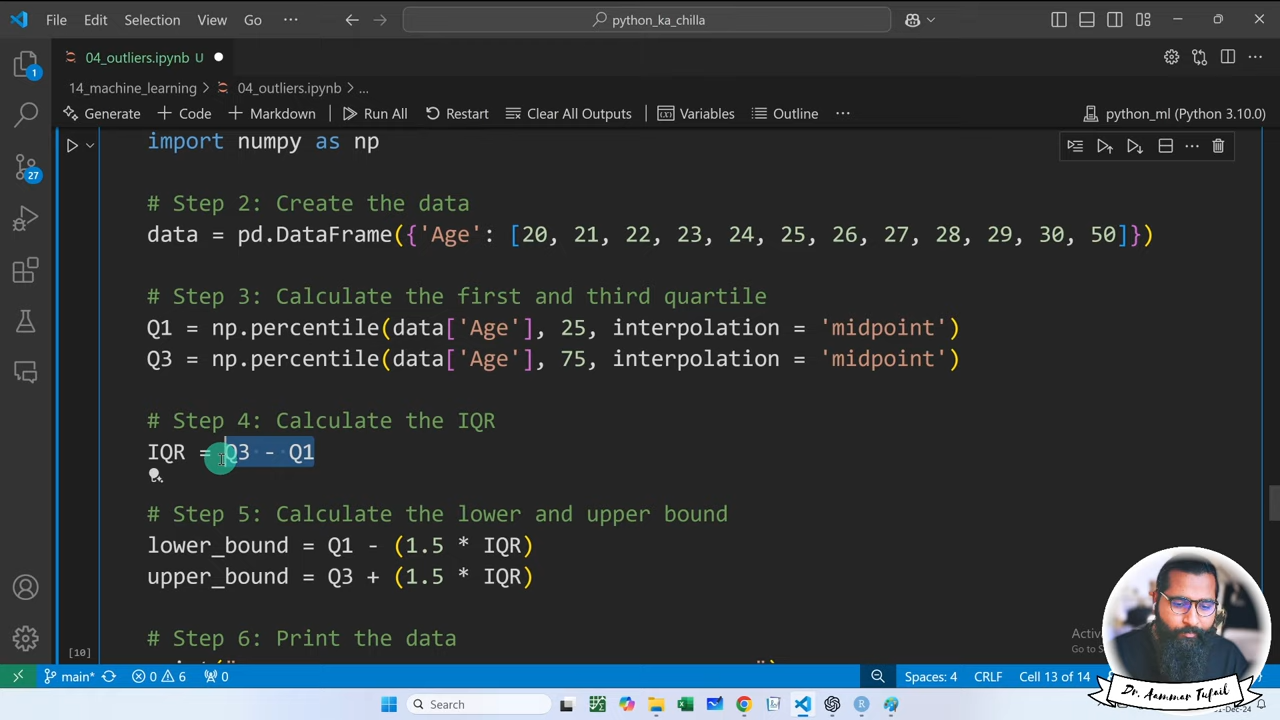 File Edit Selection View Go ··· python_ka_chilla
04_outliers.ipynb U
14_machine_learning > 04_outliers.ipynb > ...
Generate + Code + Markdown Run All Restart Clear All Outputs Variables Outline ··· python_ml (Python 3.10.0)
import numpy as np
# Step 2: Create the data
data = pd.DataFrame({'Age': [20, 21, 22, 23, 24, 25, 26, 27, 28, 29, 30, 50]})
# Step 3: Calculate the first and third quartile
Q1 = np.percentile(data['Age'], 25, interpolation = 'midpoint')
Q3 = np.percentile(data['Age'], 75, interpolation = 'midpoint')
# Step 4: Calculate the IQR
IQR = Q3 - Q1
# Step 5: Calculate the lower and upper bound
lower_bound = Q1 - (1.5 * IQR)
upper_bound = Q3 + (1.5 * IQR)
# Step 6: Print the data
[10]
1
27
main* 0 6 0 Spaces: 4 CRLF Cell 13 of 14
Search
Dr. Aammar Tufail